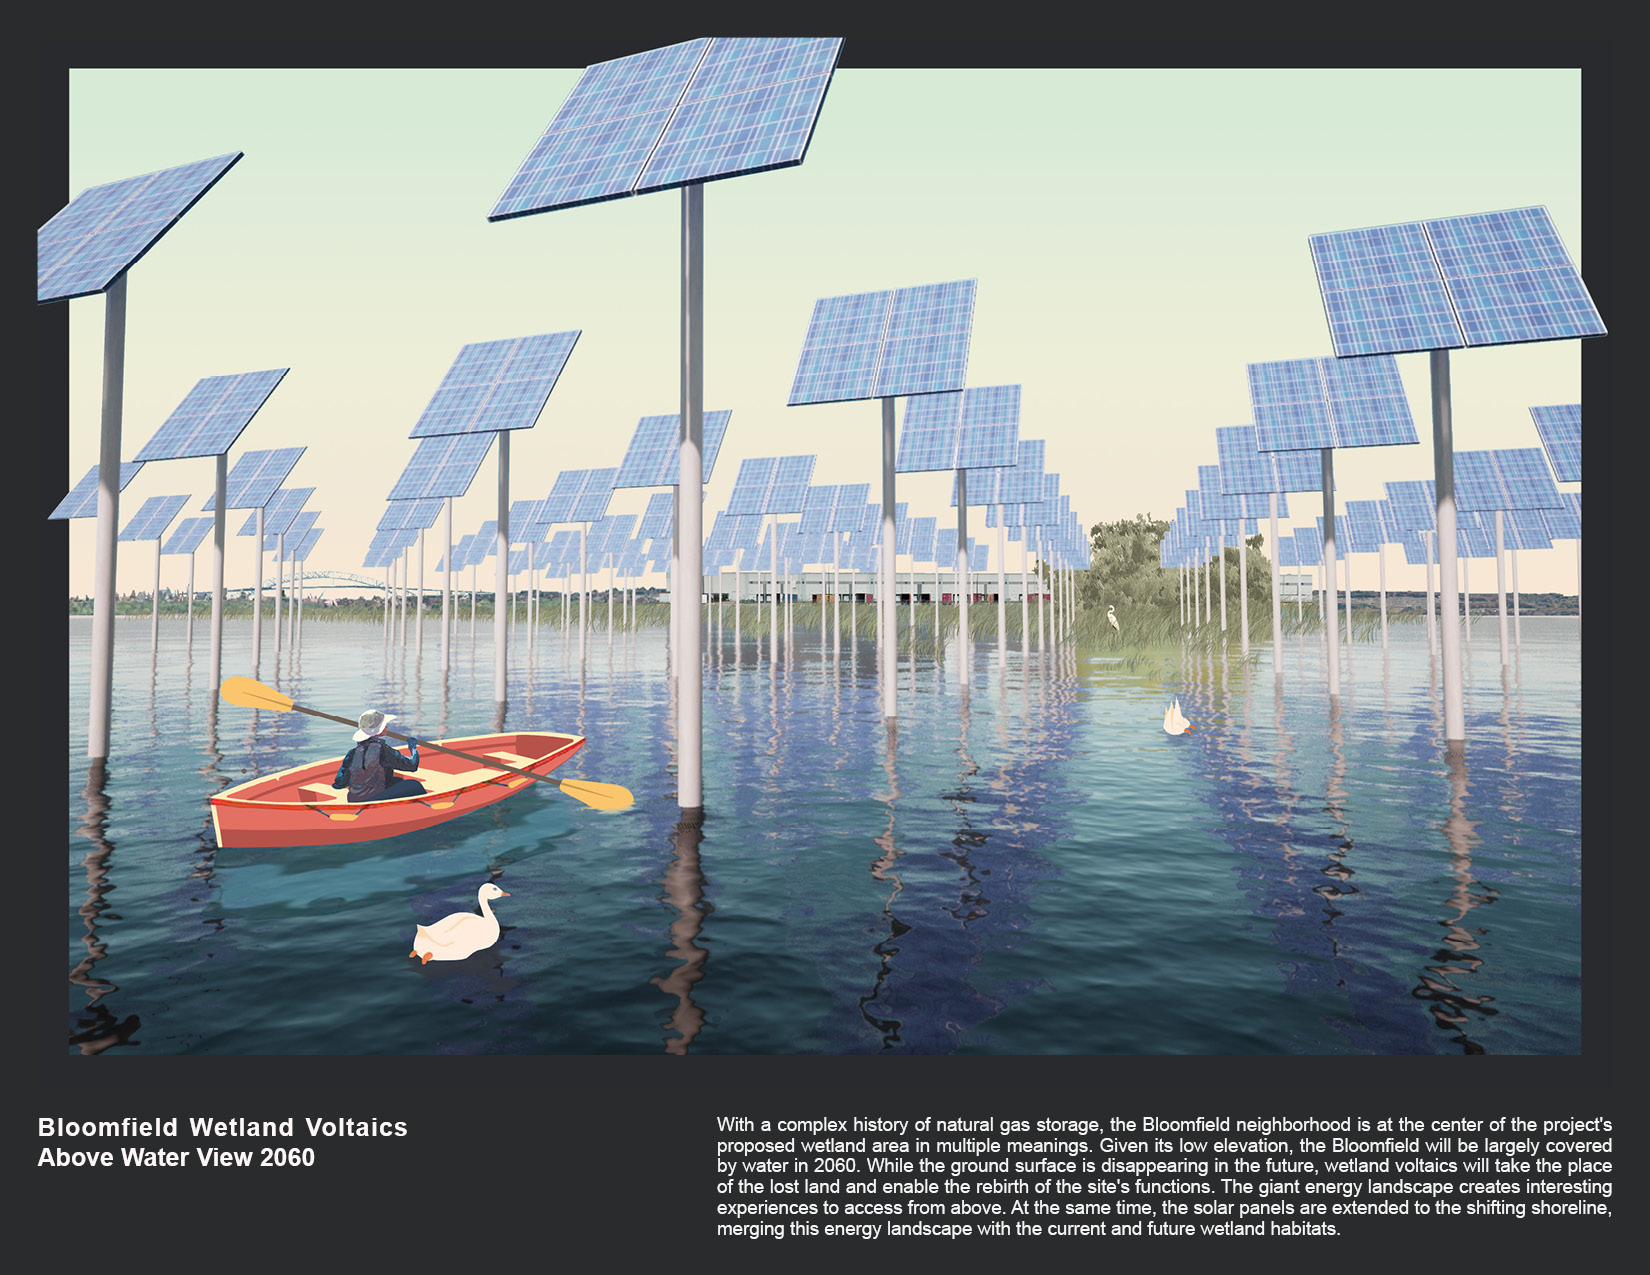 Bloomfield Wetland Voltaics
Above Water View 2060
With a complex history of natural gas storage, the Bloomfield neighborhood is at the center of the project's
proposed wetland area in multiple meanings. Given its low elevation, the Bloomfield will be largely covered
by water in 2060. While the ground surface is disappearing in the future, wetland voltaics will take the place
of the lost land and enable the rebirth of the site's functions. The giant energy landscape creates interesting
experiences to access from above. At the same time, the solar panels are extended to the shifting shoreline,
merging this energy landscape with the current and future wetland habitats.